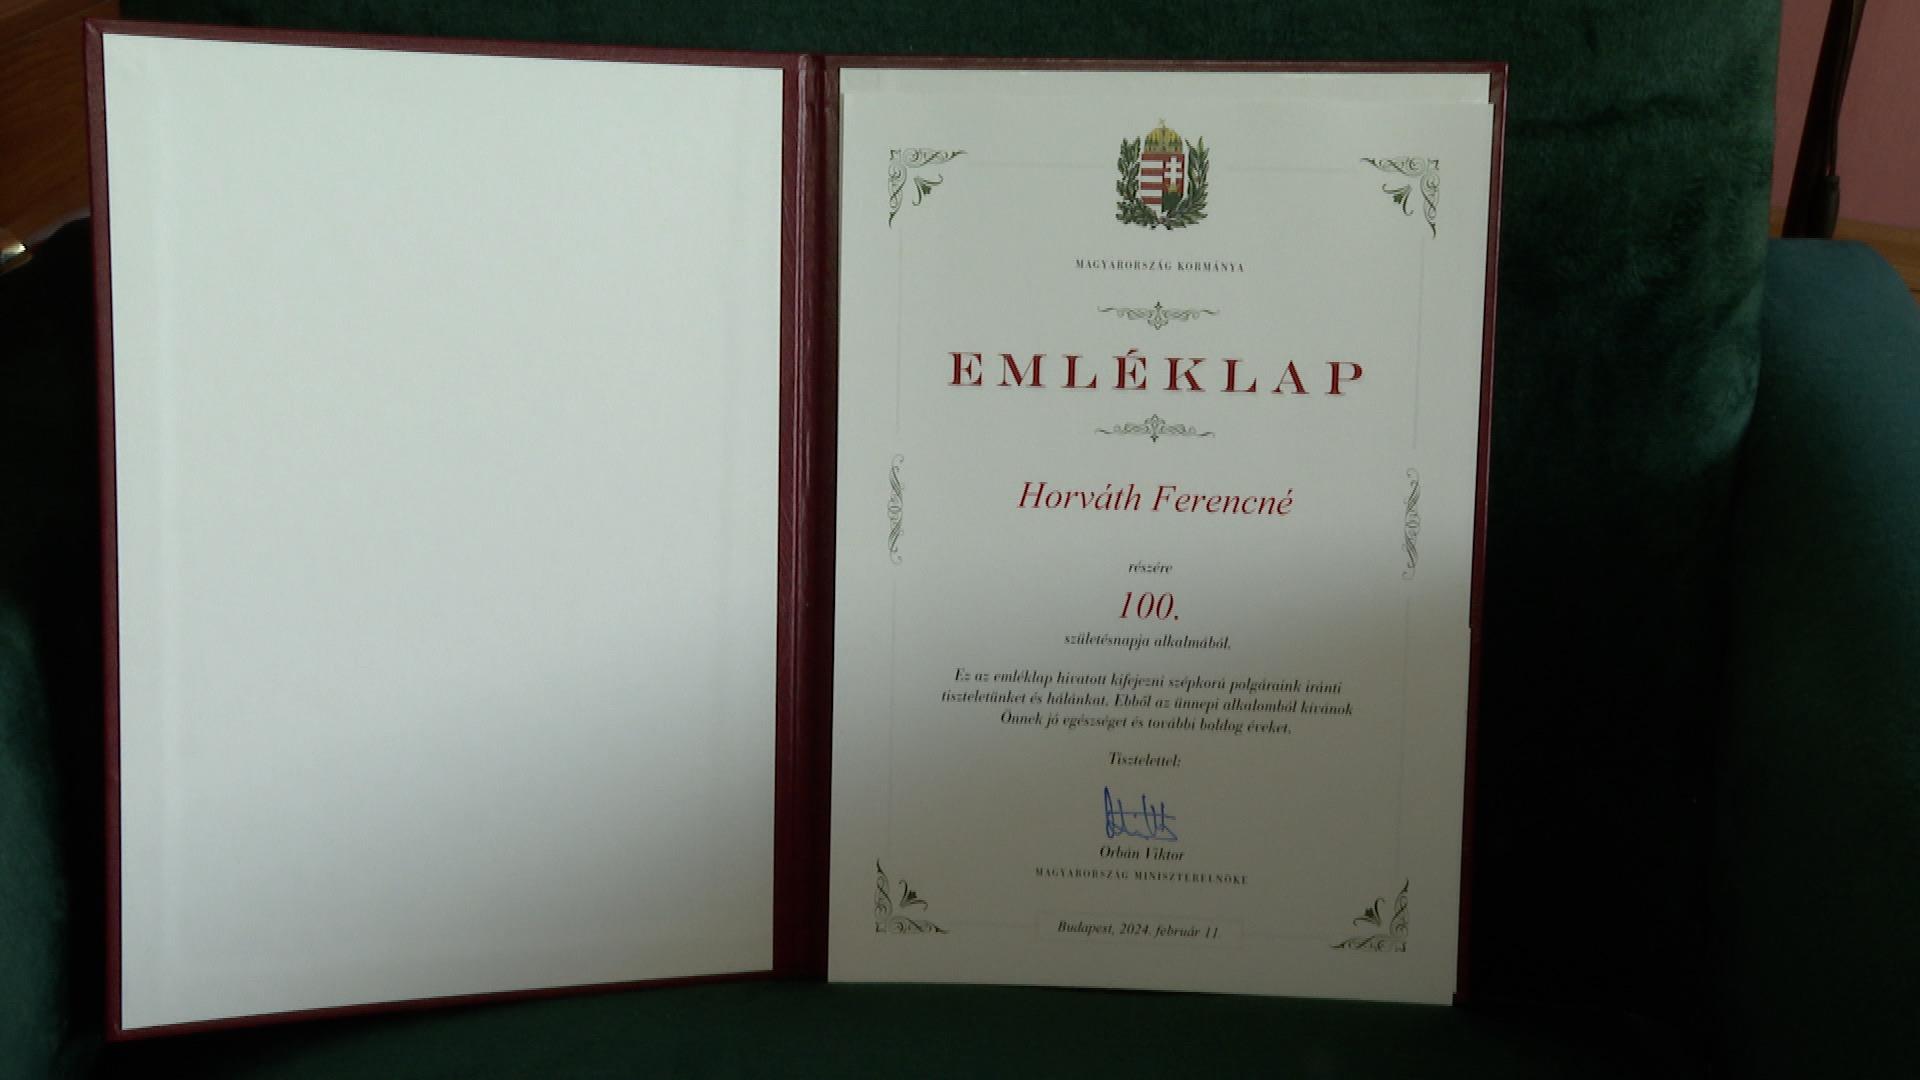 MAGYARORSZÁG KORMÁNYA
EMLÉKLAP
Horváth Ferencné
részére
100.
születésnapja alkalmából.
Ez az emléklap hivatott kifejezni szépkorú polgáraink iránti
tiszteletünket és hálánkat. Ebből az ünnepi alkalomból kívánok
Önnek jó egészséget és további boldog éveket.
Tisztelettel:
Orbán Viktor
MAGYARORSZÁG MINISZTERELNÖKE
Budapest, 2024. február 11.